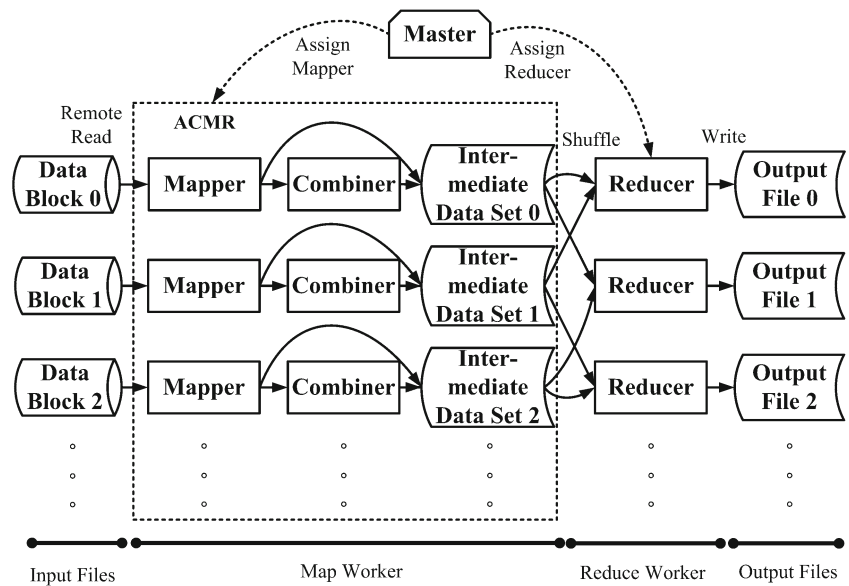 Master
Assign
Mapper
Assign
Reducer
Remote
Read
ACMR
Shuffle
Write
Data
Block 0
Mapper
Combiner
Inter-
mediate
Data Set 0
Reducer
Output
File 0
Data
Block 1
Mapper
Combiner
Inter-
mediate
Data Set 1
Reducer
Output
File 1
Data
Block 2
Mapper
Combiner
Inter-
mediate
Data Set 2
Reducer
Output
File 2
Input Files
Map Worker
Reduce Worker
Output Files